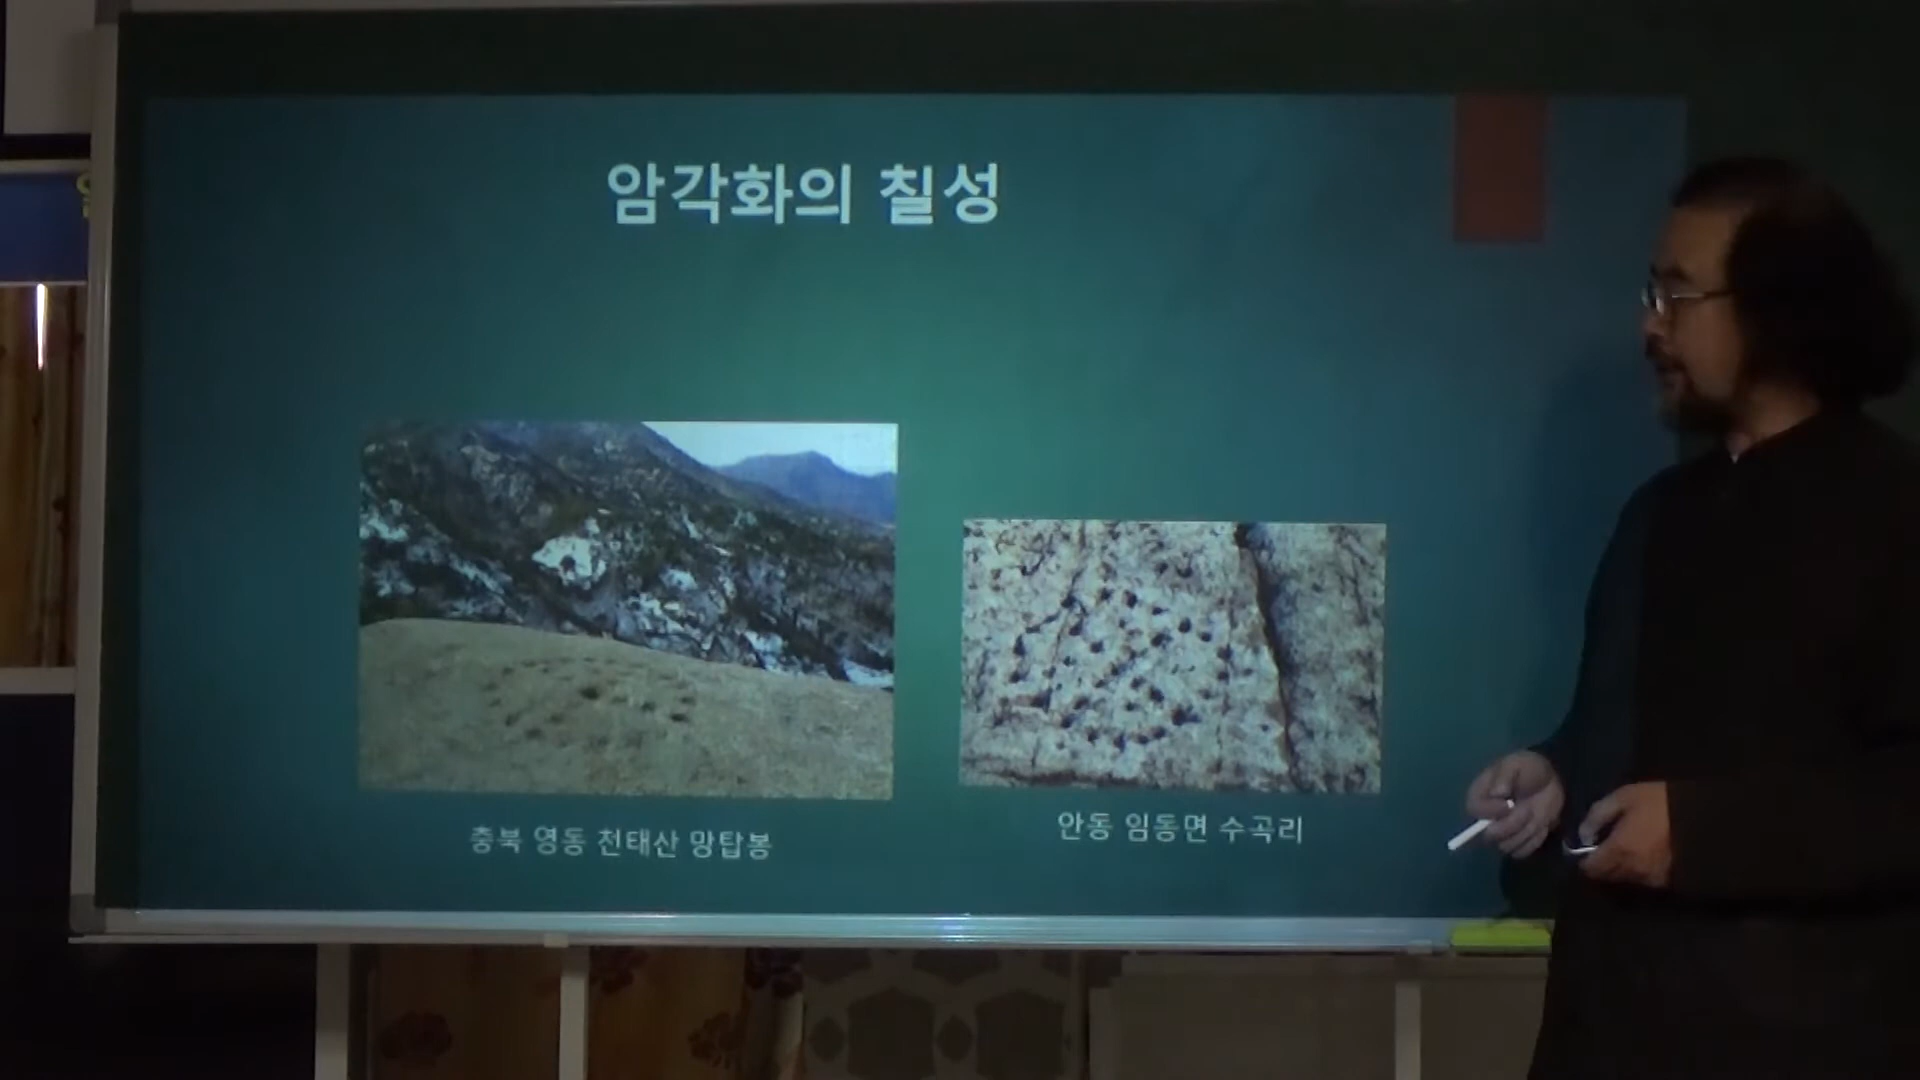 암각화의 칠성
충북 영동 천태산 망탑봉
안동 임동면 수곡리